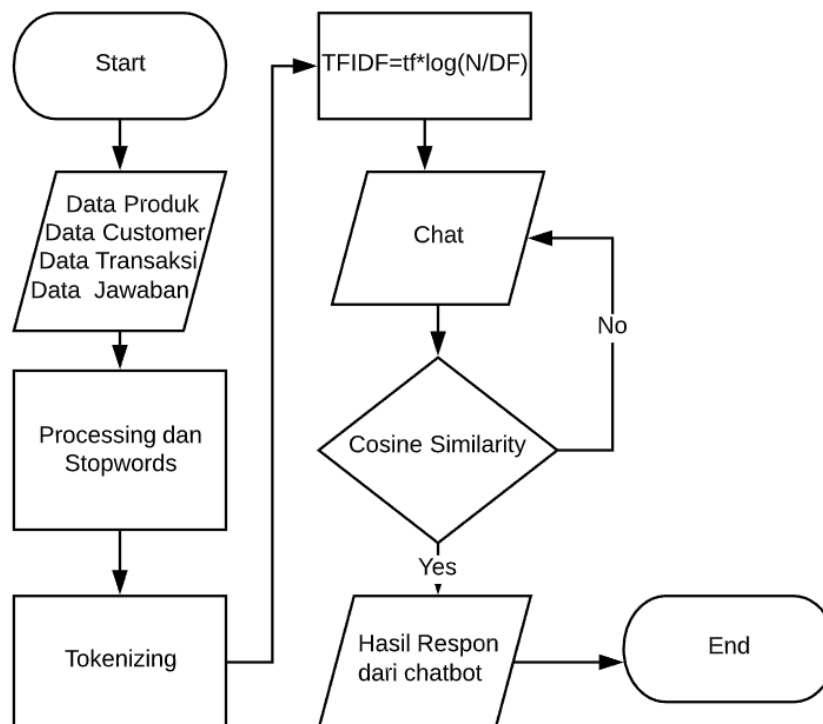 Start
Data Produk
Data Customer
Data Transaksi
Data Jawaban
Processing dan
Stopwords
Tokenizing
TFIDF=tf*log(N/DF)
Chat
No
Cosine Similarity
Yes
Hasil Respon
dari chatbot
End